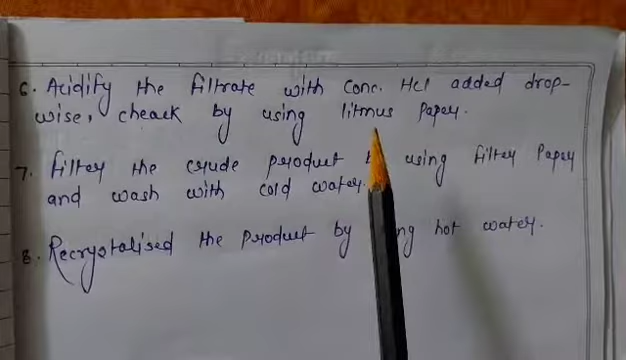 6. Acidify the filtrate with conc. Hcl added drop-
wise, cheack by using litmus paper.
7. Filter the crude product using filter paper
and wash with cold water.
8. Recrystalised the product by hot water.